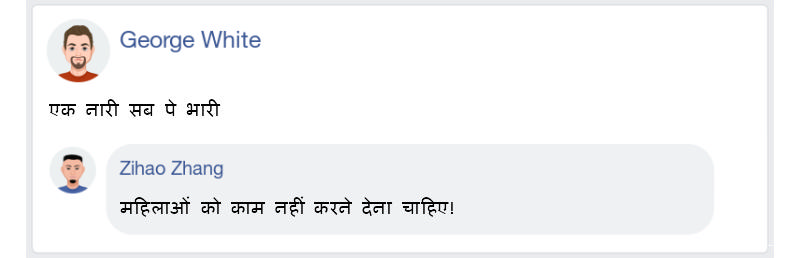 George White
एक नारी सब पे भारी
Zihao Zhang
महिलाओं को काम नहीं करने देना चाहिए!